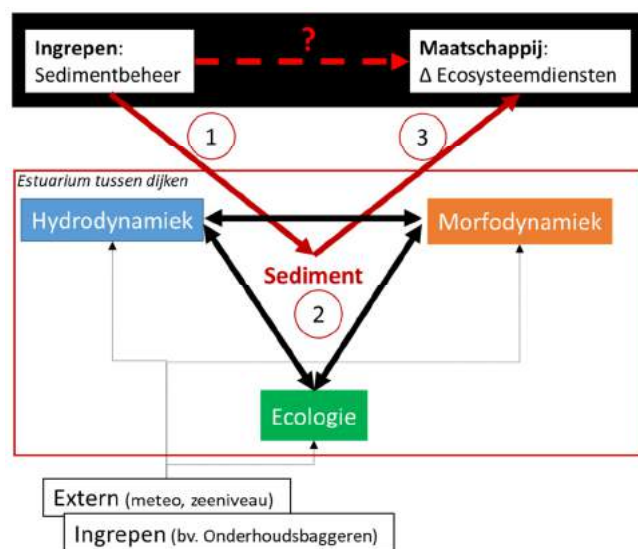 Ingrepen:
Sedimentbeheer
?
Maatschappij:
Δ Ecosysteemdiensten
1
3
Estuarium tussen dijken
Hydrodynamiek
Morfodynamiek
Sediment
2
Ecologie
Extern (meteo, zeeniveau)
Ingrepen (bv. Onderhoudsbaggeren)